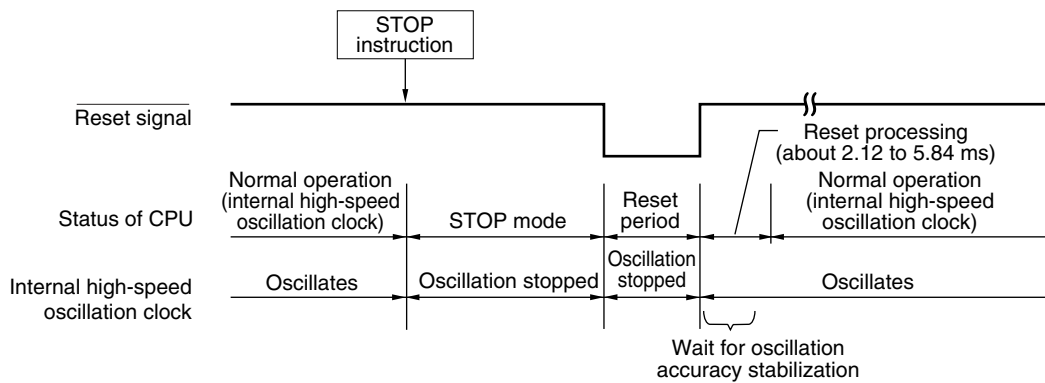 STOP
instruction
Reset signal
Reset processing
(about 2.12 to 5.84 ms)
Status of CPU
Normal operation
(internal high-speed
oscillation clock)
STOP mode
Reset
period
Normal operation
(internal high-speed
oscillation clock)
Internal high-speed
oscillation clock
Oscillates
Oscillation stopped
Oscillation
stopped
Oscillates
Wait for oscillation
accuracy stabilization